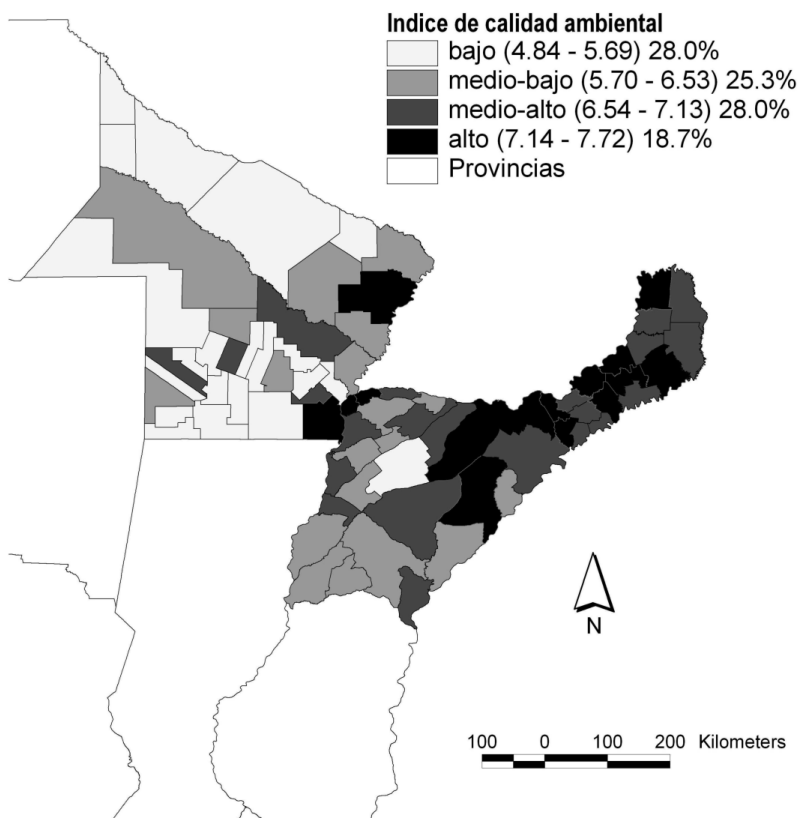 Indice de calidad ambiental
bajo (4.84 - 5.69) 28.0%
medio-bajo (5.70 - 6.53) 25.3%
medio-alto (6.54 - 7.13) 28.0%
alto (7.14 - 7.72) 18.7%
Provincias
N
100 0 100 200 Kilometers